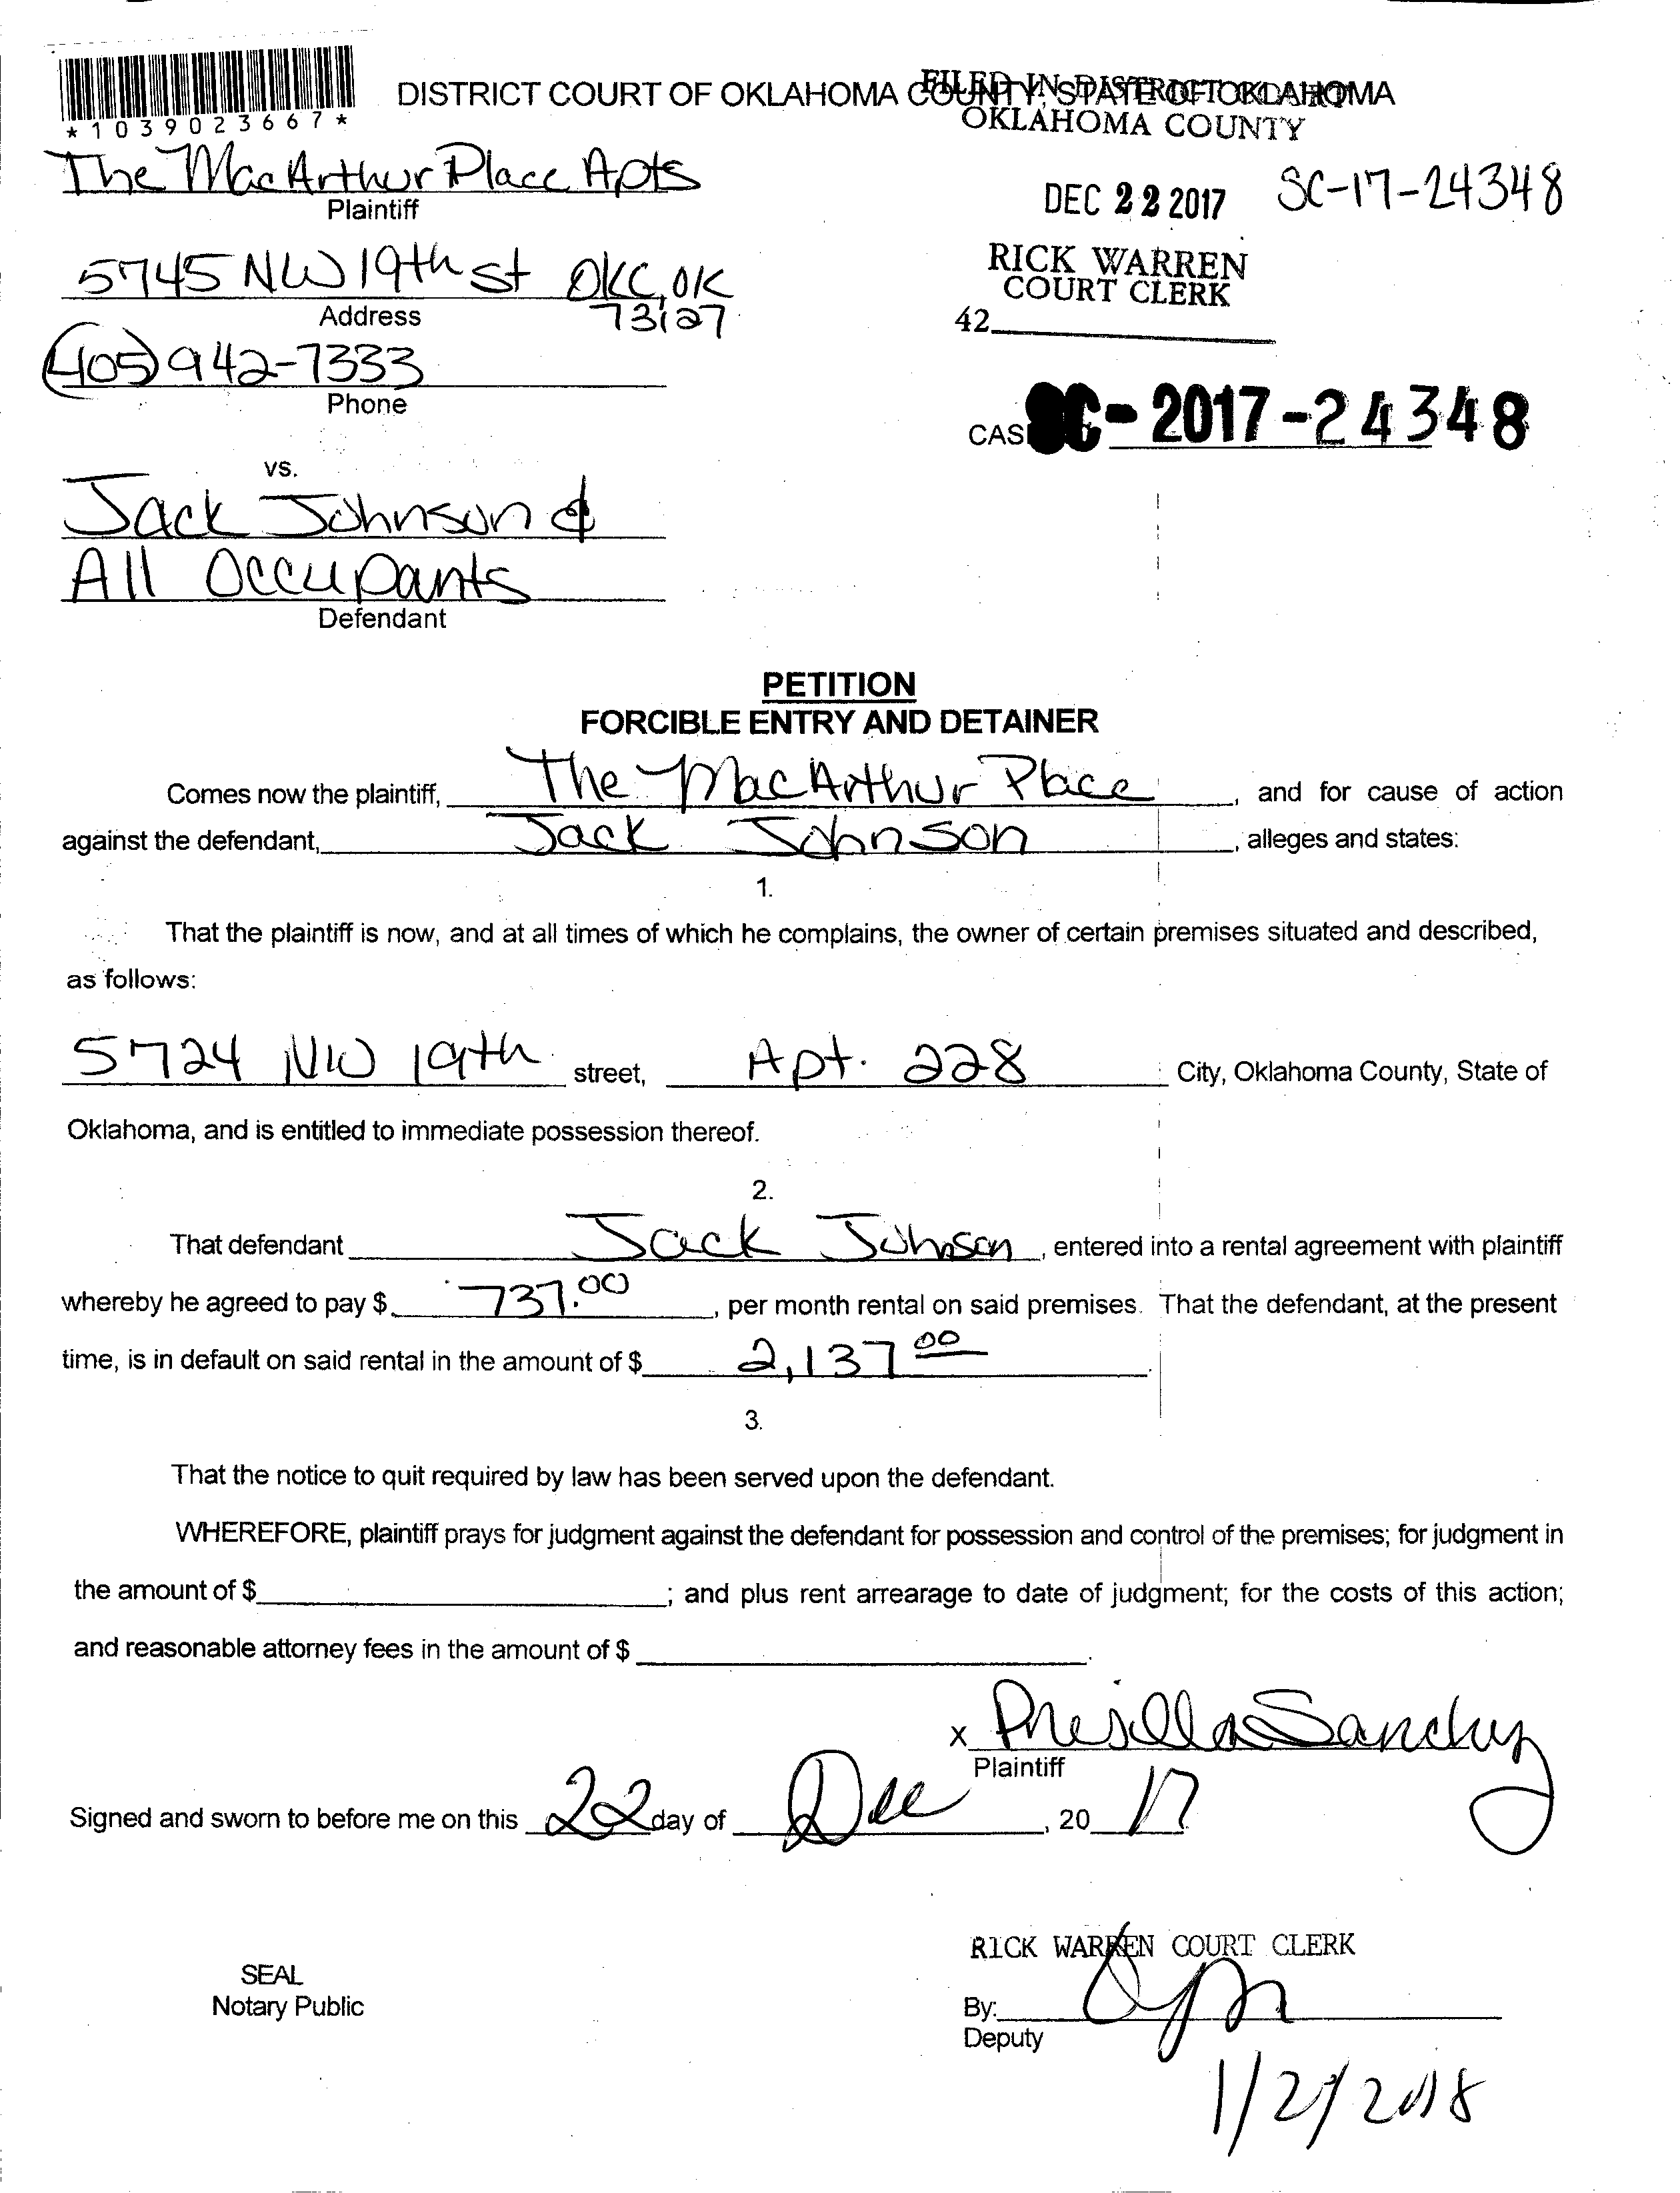 *1039023667*
DISTRICT COURT OF OKLAHOMA COUNTY, STATE OF OKLAHOMA
FILED IN DISTRICT COURT
OKLAHOMA COUNTY
The MacArthur Place Apts
Plaintiff
DEC 22 2017
SC-17-24348
5745 NW 19th st OKC, OK
73127
Address
RICK WARREN
COURT CLERK
42
(405) 942-7333
Phone
CAS SC-2017-24348
vs.
Jack Johnson &
All Occupants
Defendant
PETITION
FORCIBLE ENTRY AND DETAINER
Comes now the plaintiff, The MacArthur Place, and for cause of action
against the defendant, Jack Johnson, alleges and states:
1.
That the plaintiff is now, and at all times of which he complains, the owner of certain premises situated and described,
as follows:
5724 NW 19th street, Apt. 228 City, Oklahoma County, State of
Oklahoma, and is entitled to immediate possession thereof.
2.
That defendant Jack Johnson, entered into a rental agreement with plaintiff
whereby he agreed to pay $ 737.00, per month rental on said premises. That the defendant, at the present
time, is in default on said rental in the amount of $ 2,137 00.
3.
That the notice to quit required by law has been served upon the defendant.
WHEREFORE, plaintiff prays for judgment against the defendant for possession and control of the premises; for judgment in
the amount of $ ; and plus rent arrearage to date of judgment; for the costs of this action;
and reasonable attorney fees in the amount of $ .
x Prisilla Sanchez
Plaintiff
Signed and sworn to before me on this 22 day of Dec, 20 17
RICK WARREN COURT CLERK
SEAL
Notary Public
By:
Deputy
1/2/2018